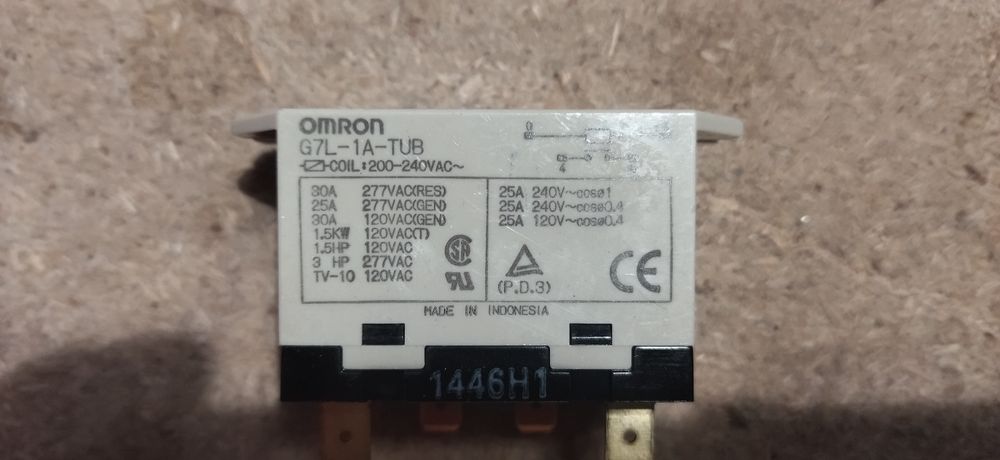 OMRON
G7L-1A-TUB
COIL:200-240VAC~
30A 277VAC(RES)
25A 277VAC(GEN)
30A 120VAC(GEN)
1.5KW 120VAC(T)
1.5HP 120VAC
3 HP 277VAC
TV-10 120VAC
25A 240V~cosø1
25A 240V~cosø0.4
25A 120V~cosø0.4
(P.D.3)
CE
MADE IN INDONESIA
1446H1